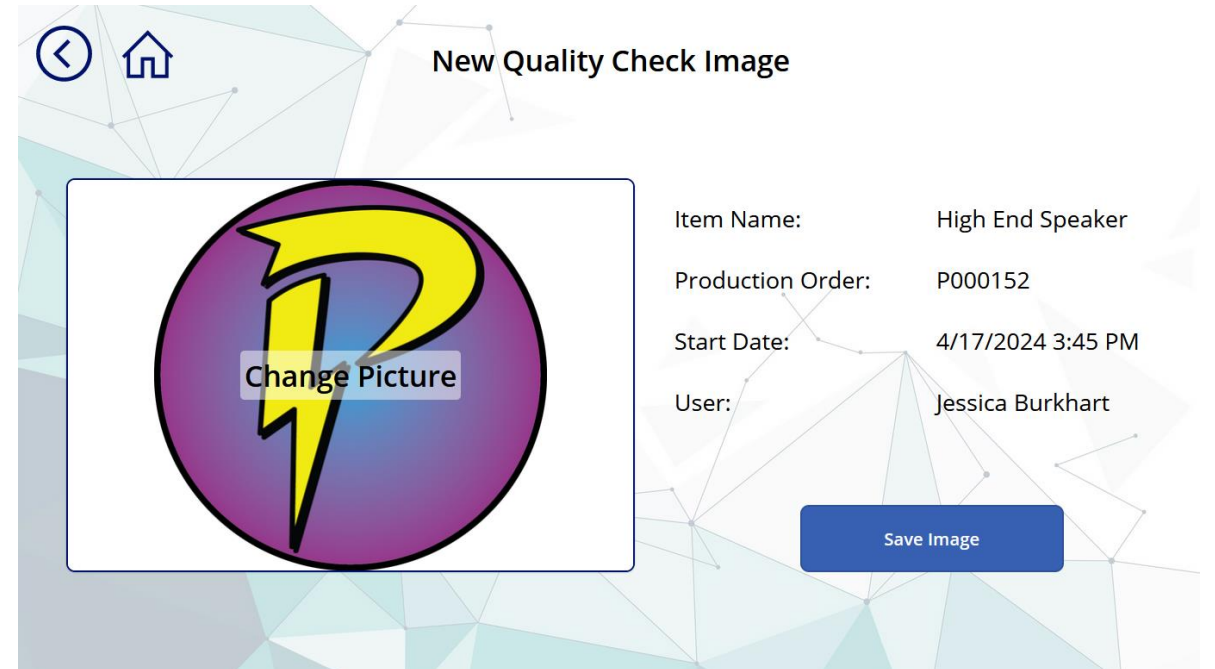 New Quality Check Image
Change Picture
Item Name: High End Speaker
Production Order: P000152
Start Date: 4/17/2024 3:45 PM
User: Jessica Burkhart
Save Image